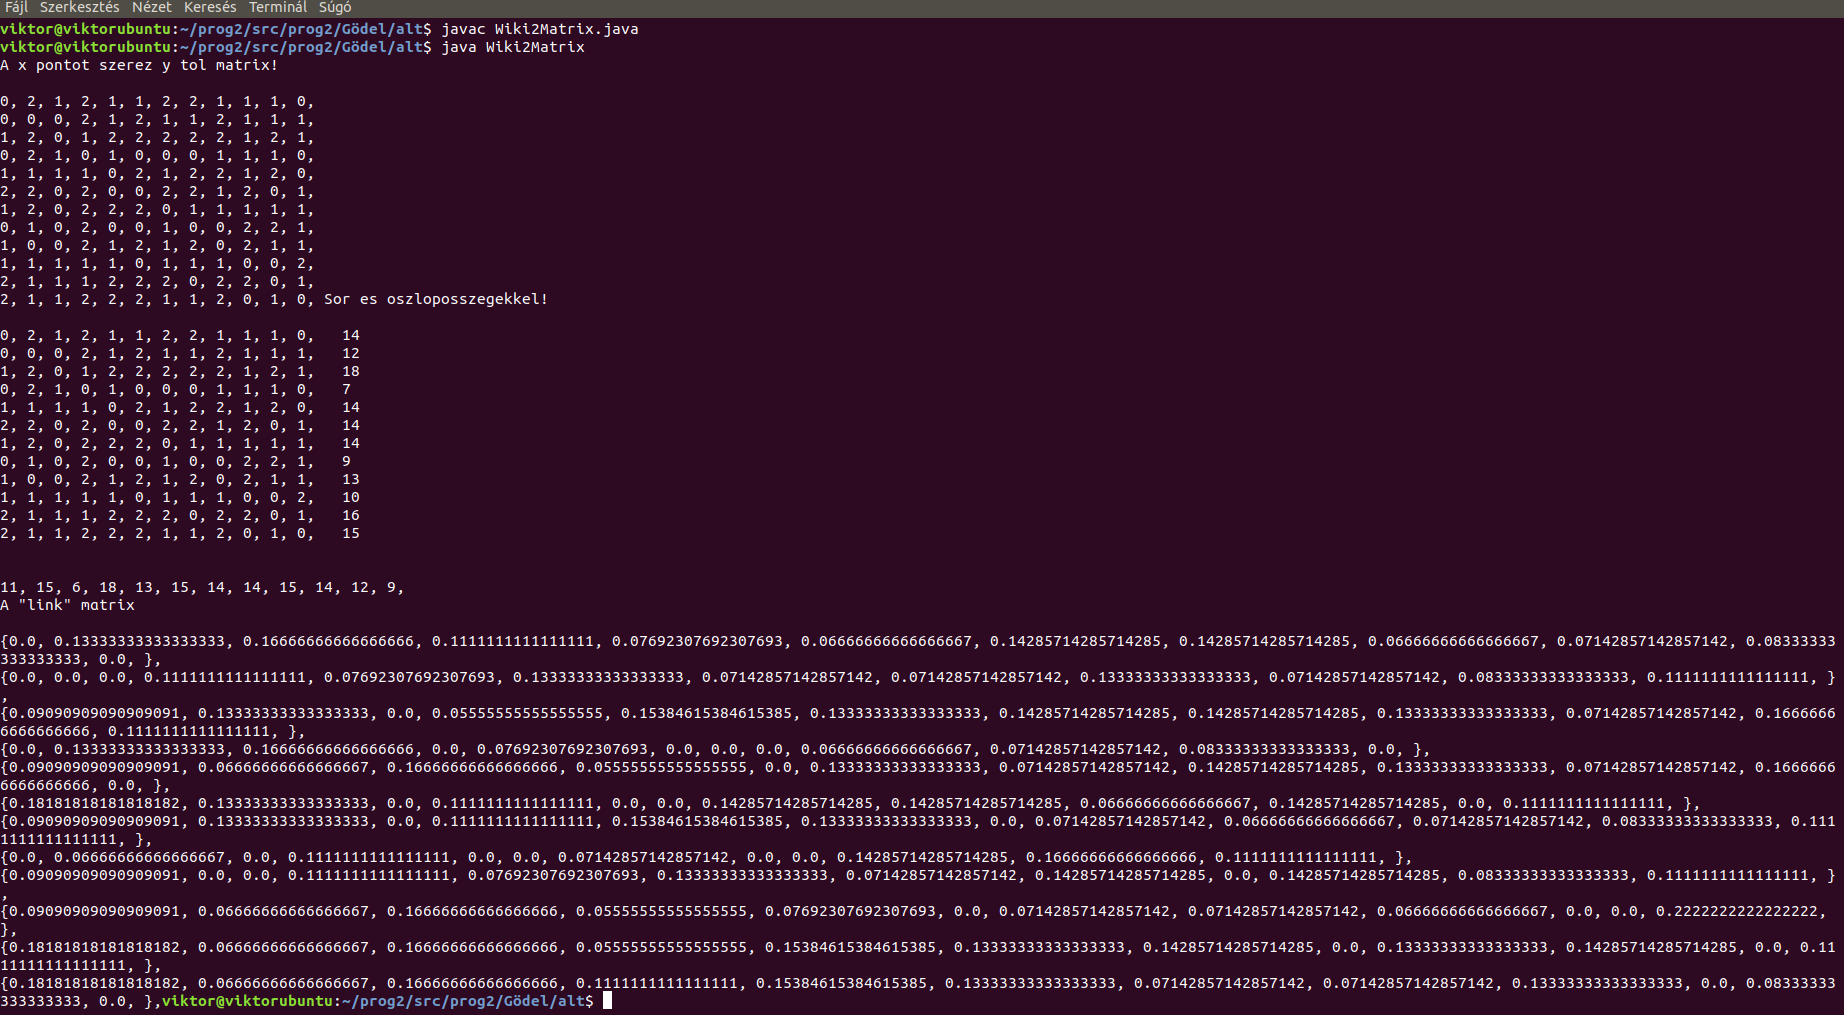 Fájl Szerkesztés Nézet Keresés Terminál Súgó
viktor@viktorubuntu:~/prog2/src/prog2/Gödel/alt$ javac Wiki2Matrix.java
viktor@viktorubuntu:~/prog2/src/prog2/Gödel/alt$ java Wiki2Matrix
A x pontot szerez y tol matrix!
0, 2, 1, 2, 1, 1, 2, 2, 1, 1, 1, 0,
0, 0, 0, 2, 1, 2, 1, 1, 2, 1, 1, 1,
1, 2, 0, 1, 2, 2, 2, 2, 2, 1, 2, 1,
0, 2, 1, 0, 1, 0, 0, 0, 1, 1, 1, 0,
1, 1, 1, 1, 0, 2, 1, 2, 2, 1, 2, 0,
2, 2, 0, 2, 0, 0, 2, 2, 1, 2, 0, 1,
1, 2, 0, 2, 2, 2, 0, 1, 1, 1, 1, 1,
0, 1, 0, 2, 0, 0, 1, 0, 0, 2, 2, 1,
1, 0, 0, 2, 1, 2, 1, 2, 0, 2, 1, 1,
1, 1, 1, 1, 1, 0, 1, 1, 1, 0, 0, 2,
2, 1, 1, 1, 2, 2, 2, 0, 2, 2, 0, 1,
2, 1, 1, 2, 2, 2, 1, 1, 2, 0, 1, 0, Sor es oszloposszegekkel!
0, 2, 1, 2, 1, 1, 2, 2, 1, 1, 1, 0, 14
0, 0, 0, 2, 1, 2, 1, 1, 2, 1, 1, 1, 12
1, 2, 0, 1, 2, 2, 2, 2, 2, 1, 2, 1, 18
0, 2, 1, 0, 1, 0, 0, 0, 1, 1, 1, 0, 7
1, 1, 1, 1, 0, 2, 1, 2, 2, 1, 2, 0, 14
2, 2, 0, 2, 0, 0, 2, 2, 1, 2, 0, 1, 14
1, 2, 0, 2, 2, 2, 0, 1, 1, 1, 1, 1, 14
0, 1, 0, 2, 0, 0, 1, 0, 0, 2, 2, 1, 9
1, 0, 0, 2, 1, 2, 1, 2, 0, 2, 1, 1, 13
1, 1, 1, 1, 1, 0, 1, 1, 1, 0, 0, 2, 10
2, 1, 1, 1, 2, 2, 2, 0, 2, 2, 0, 1, 16
2, 1, 1, 2, 2, 2, 1, 1, 2, 0, 1, 0, 15
11, 15, 6, 18, 13, 15, 14, 14, 15, 14, 12, 9,
A "link" matrix
{0.0, 0.13333333333333333, 0.16666666666666666, 0.1111111111111111, 0.07692307692307693, 0.06666666666666667, 0.14285714285714285, 0.14285714285714285, 0.06666666666666667, 0.07142857142857142, 0.08333333
333333333, 0.0, },
{0.0, 0.0, 0.0, 0.1111111111111111, 0.07692307692307693, 0.13333333333333333, 0.07142857142857142, 0.07142857142857142, 0.13333333333333333, 0.07142857142857142, 0.08333333333333333, 0.1111111111111111, }
,
{0.09090909090909091, 0.13333333333333333, 0.0, 0.05555555555555555, 0.15384615384615385, 0.13333333333333333, 0.14285714285714285, 0.14285714285714285, 0.13333333333333333, 0.07142857142857142, 0.1666666
6666666666, 0.1111111111111111, },
{0.0, 0.13333333333333333, 0.16666666666666666, 0.0, 0.07692307692307693, 0.0, 0.0, 0.0, 0.06666666666666667, 0.07142857142857142, 0.08333333333333333, 0.0, },
{0.09090909090909091, 0.06666666666666667, 0.16666666666666666, 0.05555555555555555, 0.0, 0.13333333333333333, 0.07142857142857142, 0.14285714285714285, 0.13333333333333333, 0.07142857142857142, 0.1666666
6666666666, 0.0, },
{0.18181818181818182, 0.13333333333333333, 0.0, 0.1111111111111111, 0.0, 0.0, 0.14285714285714285, 0.14285714285714285, 0.06666666666666667, 0.14285714285714285, 0.0, 0.1111111111111111, },
{0.09090909090909091, 0.13333333333333333, 0.0, 0.1111111111111111, 0.15384615384615385, 0.13333333333333333, 0.0, 0.07142857142857142, 0.06666666666666667, 0.07142857142857142, 0.08333333333333333, 0.111
1111111111111, },
{0.0, 0.06666666666666667, 0.0, 0.1111111111111111, 0.0, 0.0, 0.07142857142857142, 0.0, 0.0, 0.14285714285714285, 0.16666666666666666, 0.1111111111111111, },
{0.09090909090909091, 0.0, 0.0, 0.1111111111111111, 0.07692307692307693, 0.13333333333333333, 0.07142857142857142, 0.14285714285714285, 0.0, 0.14285714285714285, 0.08333333333333333, 0.1111111111111111, }
,
{0.09090909090909091, 0.06666666666666667, 0.16666666666666666, 0.05555555555555555, 0.07692307692307693, 0.0, 0.07142857142857142, 0.07142857142857142, 0.06666666666666667, 0.0, 0.0, 0.2222222222222222,
},
{0.18181818181818182, 0.06666666666666667, 0.16666666666666666, 0.05555555555555555, 0.15384615384615385, 0.13333333333333333, 0.14285714285714285, 0.0, 0.13333333333333333, 0.14285714285714285, 0.0, 0.111
1111111111111, },
{0.18181818181818182, 0.06666666666666667, 0.16666666666666666, 0.1111111111111111, 0.15384615384615385, 0.13333333333333333, 0.07142857142857142, 0.07142857142857142, 0.13333333333333333, 0.0, 0.08333333
333333333, 0.0, },viktor@viktorubuntu:~/prog2/src/prog2/Gödel/alt$